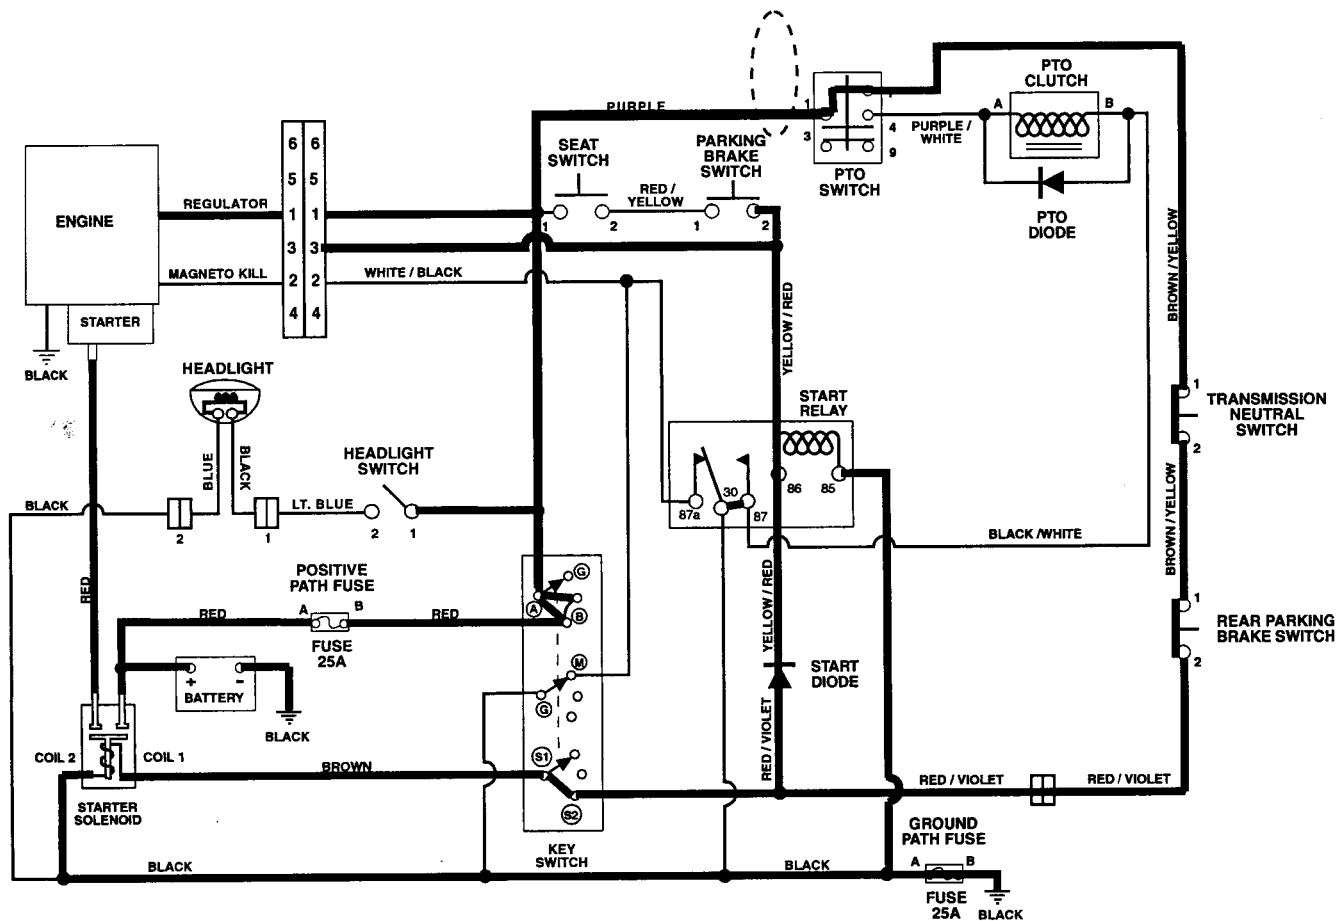 PTO
CLUTCH
A
B
PURPLE
1
4
3
9
PURPLE /
WHITE
PTO
SWITCH
PTO
DIODE
SEAT
SWITCH
PARKING
BRAKE
SWITCH
RED /
YELLOW
1
2
1
2
6
6
5
5
1
1
3
3
2
2
4
4
ENGINE
REGULATOR
MAGNETO KILL
WHITE / BLACK
STARTER
BLACK
YELLOW / RED
BROWN / YELLOW
HEADLIGHT
BLUE
BLACK
BLACK
2
1
LT. BLUE
HEADLIGHT
SWITCH
2
1
START
RELAY
86
85
30
87a
87
BLACK /WHITE
1
TRANSMISSION
NEUTRAL
SWITCH
2
BROWN / YELLOW
1
REAR PARKING
BRAKE SWITCH
2
RED
POSITIVE
PATH FUSE
A
B
RED
RED
FUSE
25A
G
A
B
M
G
S1
S2
KEY
SWITCH
YELLOW / RED
START
DIODE
RED / VIOLET
+
-
BATTERY
BLACK
COIL 2
COIL 1
STARTER
SOLENOID
BROWN
RED / VIOLET
RED / VIOLET
GROUND
PATH FUSE
A
B
FUSE
25A
BLACK
BLACK
BLACK